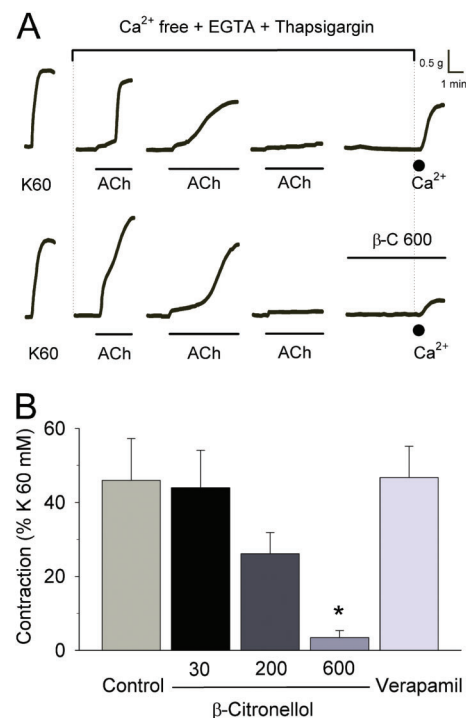 A
Ca²⁺ free + EGTA + Thapsigargin
0.5 g
1 min
K60 ACh ACh ACh Ca²⁺
β-C 600
K60 ACh ACh ACh Ca²⁺
B
Contraction (% K 60 mM)
60
40
20
0
*
Control 30 200 600 Verapamil
β-Citronellol